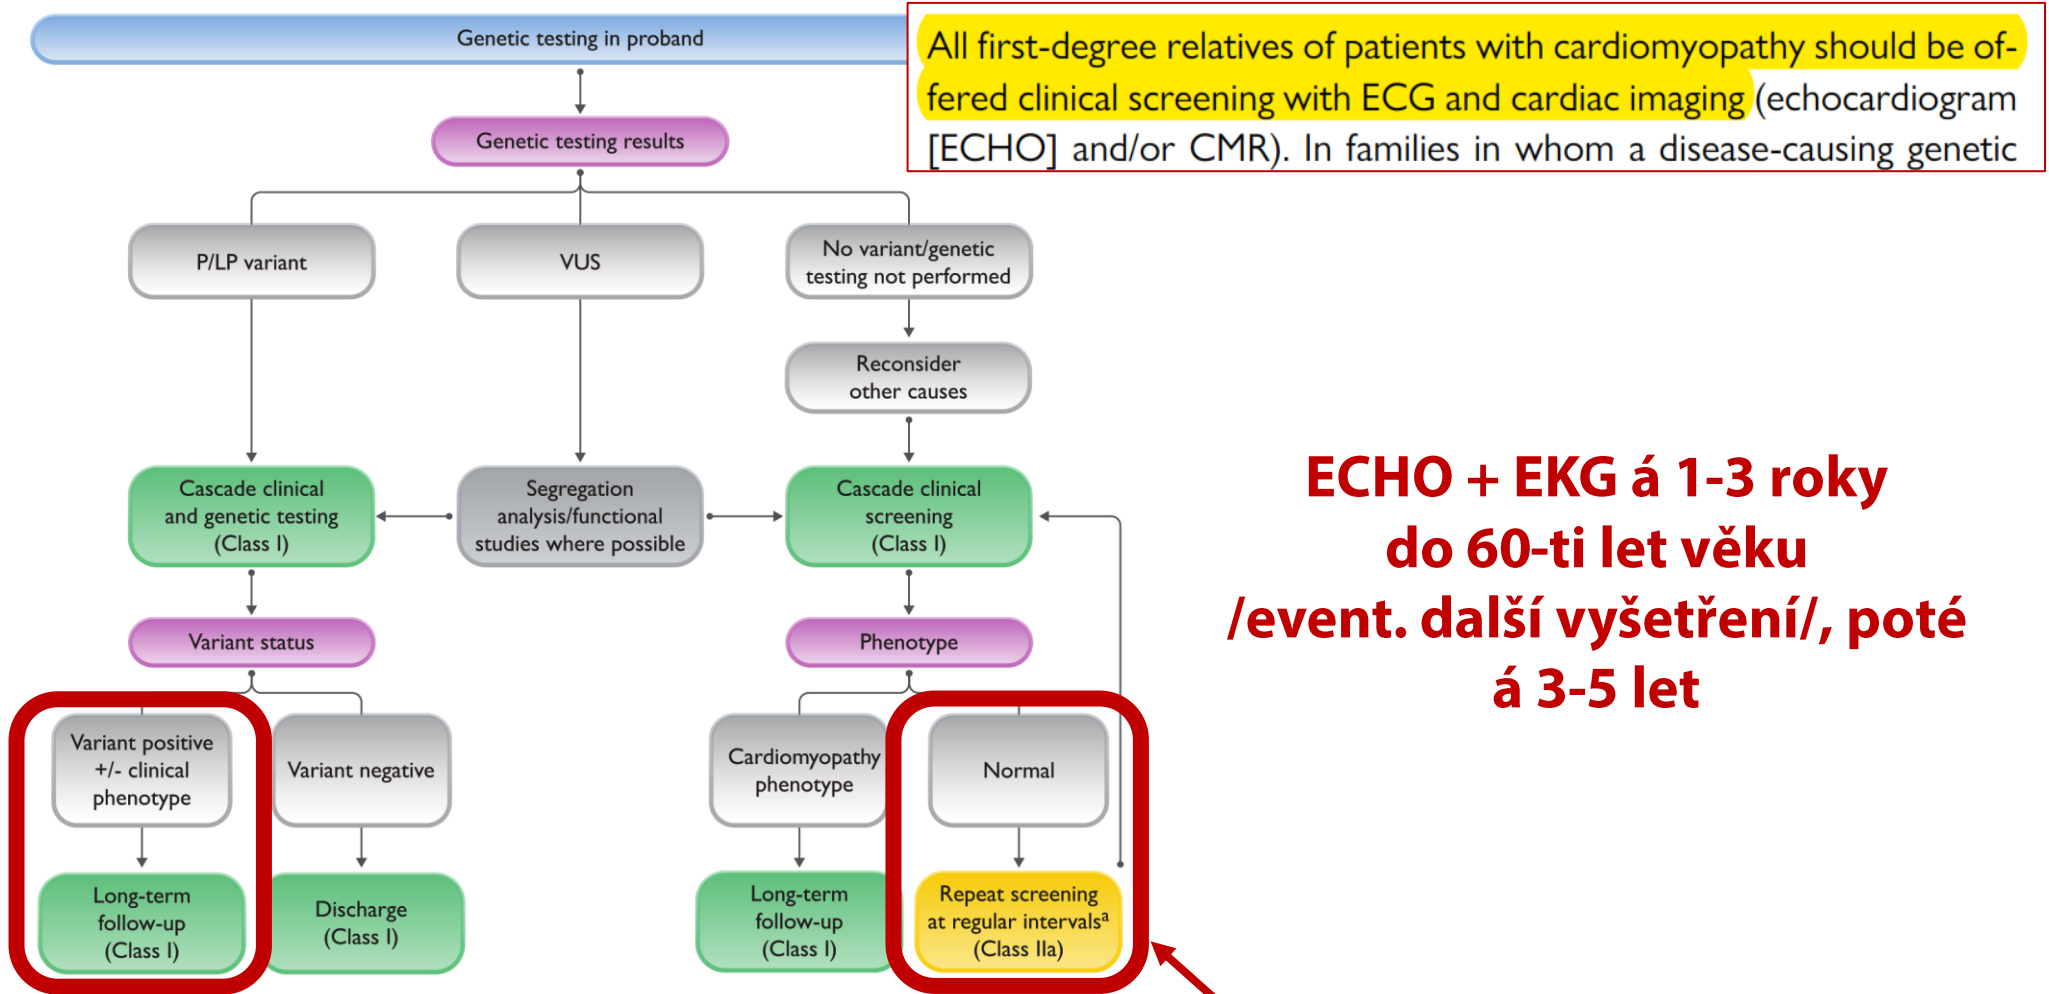 Genetic testing in proband
All first-degree relatives of patients with cardiomyopathy should be of-
fered clinical screening with ECG and cardiac imaging (echocardiogram
[ECHO] and/or CMR). In families in whom a disease-causing genetic
Genetic testing results
P/LP variant
VUS
No variant/genetic
testing not performed
Reconsider
other causes
Cascade clinical
and genetic testing
(Class I)
Segregation
analysis/functional
studies where possible
Cascade clinical
screening
(Class I)
ECHO + EKG á 1-3 roky
do 60-ti let věku
/event. další vyšetření/, poté
á 3-5 let
Variant status
Phenotype
Variant positive
+/- clinical
phenotype
Variant negative
Cardiomyopathy
phenotype
Normal
Long-term
follow-up
(Class I)
Discharge
(Class I)
Long-term
follow-up
(Class I)
Repeat screening
at regular intervalsᵃ
(Class IIa)